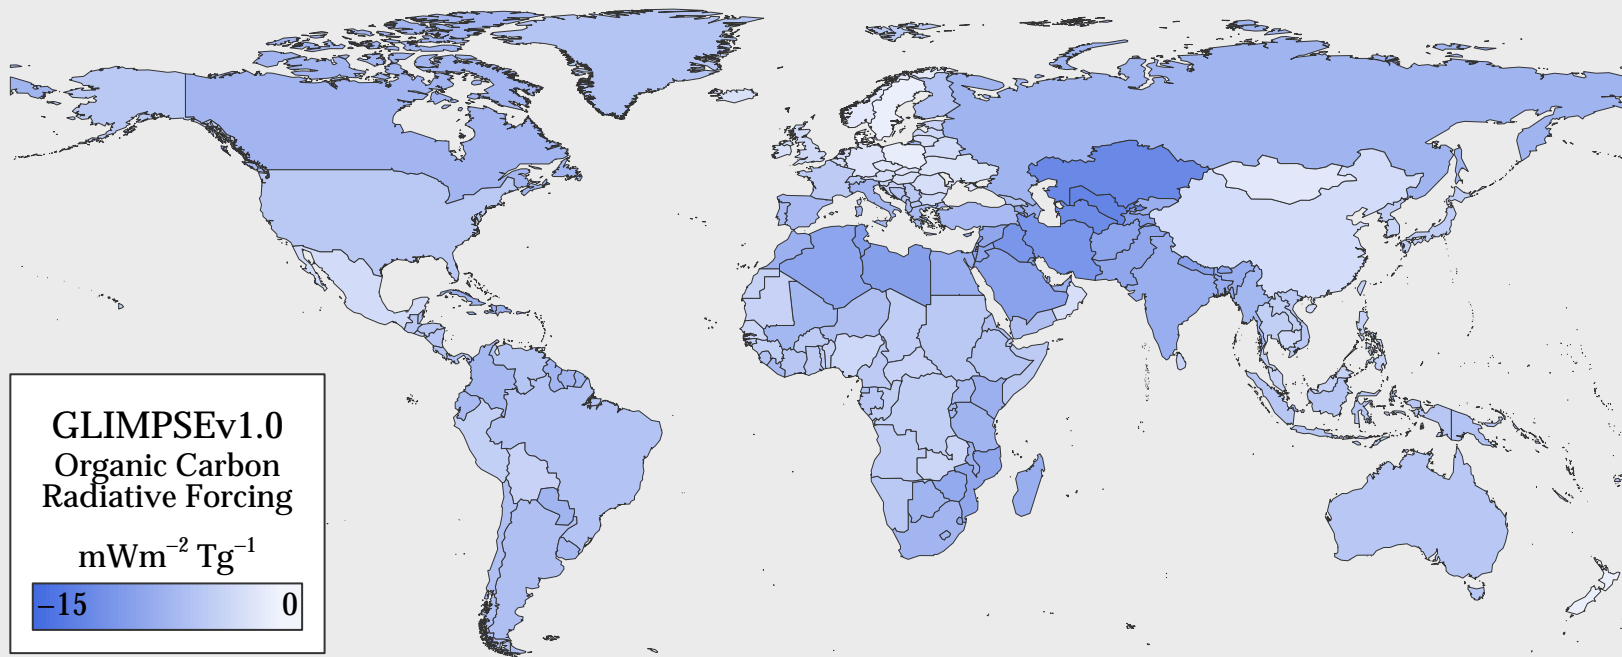 GLIMPSEv1.0
Organic Carbon
Radiative Forcing
mWm⁻² Tg⁻¹
−15 0